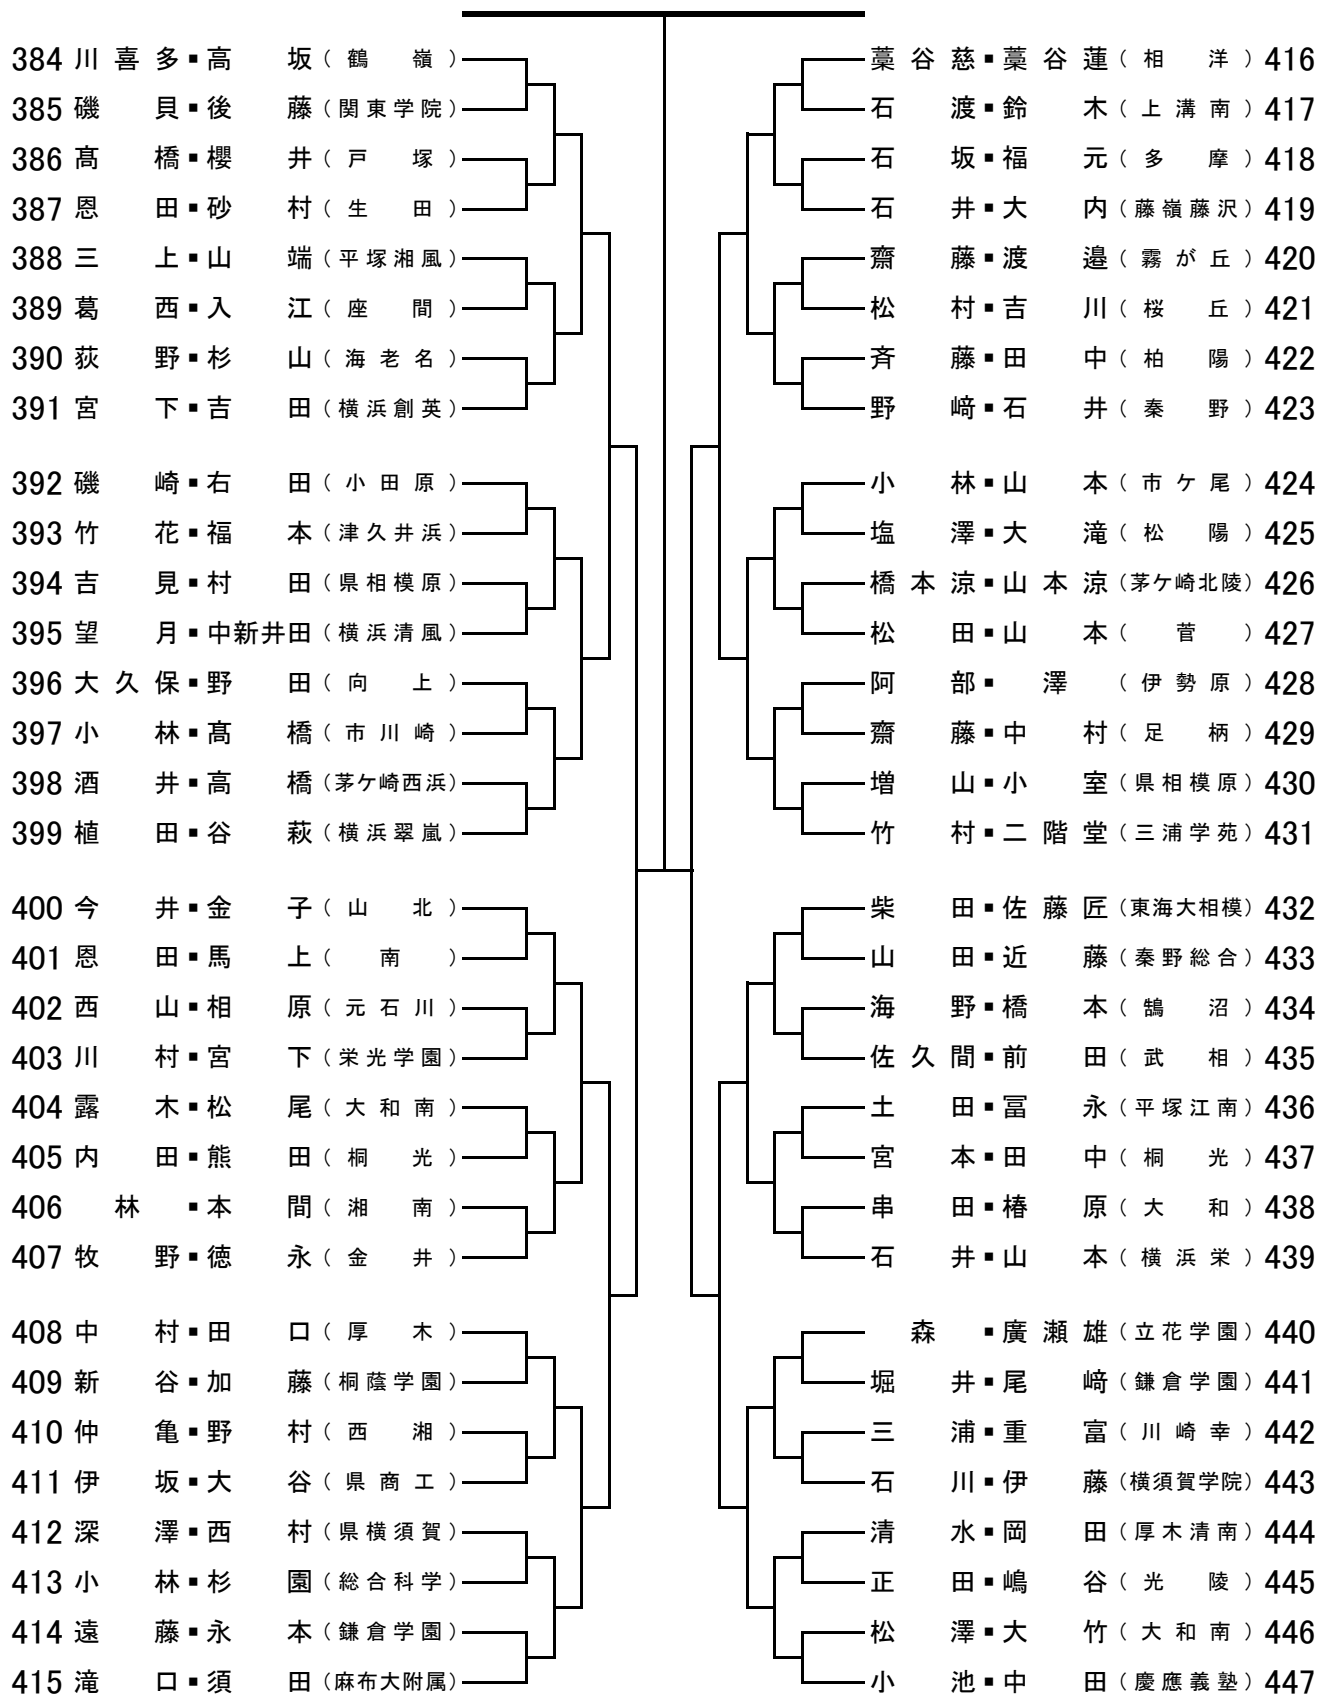 384 川喜多▪高坂(鶴嶺)
385 磯貝▪後藤(関東学院)
386 髙橋▪櫻井(戸塚)
387 恩田▪砂村(生田)
388 三上▪山端(平塚湘風)
389 葛西▪入江(座間)
390 荻野▪杉山(海老名)
391 宮下▪吉田(横浜創英)
392 磯崎▪右田(小田原)
393 竹花▪福本(津久井浜)
394 吉見▪村田(県相模原)
395 望月▪中新井田(横浜清風)
396 大久保▪野田(向上)
397 小林▪髙橋(市川崎)
398 酒井▪高橋(茅ケ崎西浜)
399 植田▪谷萩(横浜翠嵐)
400 今井▪金子(山北)
401 恩田▪馬上(南)
402 西山▪相原(元石川)
403 川村▪宮下(栄光学園)
404 露木▪松尾(大和南)
405 内田▪熊田(桐光)
406 林▪本間(湘南)
407 牧野▪徳永(金井)
408 中村▪田口(厚木)
409 新谷▪加藤(桐蔭学園)
410 仲亀▪野村(西湘)
411 伊坂▪大谷(県商工)
412 深澤▪西村(県横須賀)
413 小林▪杉園(総合科学)
414 遠藤▪永本(鎌倉学園)
415 滝口▪須田(麻布大附属)
藁谷慈▪藁谷蓮(相洋) 416
石渡▪鈴木(上溝南) 417
石坂▪福元(多摩) 418
石井▪大内(藤嶺藤沢) 419
齋藤▪渡邉(霧が丘) 420
松村▪吉川(桜丘) 421
斉藤▪田中(柏陽) 422
野﨑▪石井(秦野) 423
小林▪山本(市ケ尾) 424
塩澤▪大滝(松陽) 425
橋本涼▪山本涼(茅ケ崎北陵) 426
松田▪山本(菅) 427
阿部▪澤(伊勢原) 428
齋藤▪中村(足柄) 429
増山▪小室(県相模原) 430
竹村▪二階堂(三浦学苑) 431
柴田▪佐藤匠(東海大相模) 432
山田▪近藤(秦野総合) 433
海野▪橋本(鵠沼) 434
佐久間▪前田(武相) 435
土田▪冨永(平塚江南) 436
宮本▪田中(桐光) 437
串田▪椿原(大和) 438
石井▪山本(横浜栄) 439
森▪廣瀬雄(立花学園) 440
堀井▪尾﨑(鎌倉学園) 441
三浦▪重富(川崎幸) 442
石川▪伊藤(横須賀学院) 443
清水▪岡田(厚木清南) 444
正田▪嶋谷(光陵) 445
松澤▪大竹(大和南) 446
小池▪中田(慶應義塾) 447